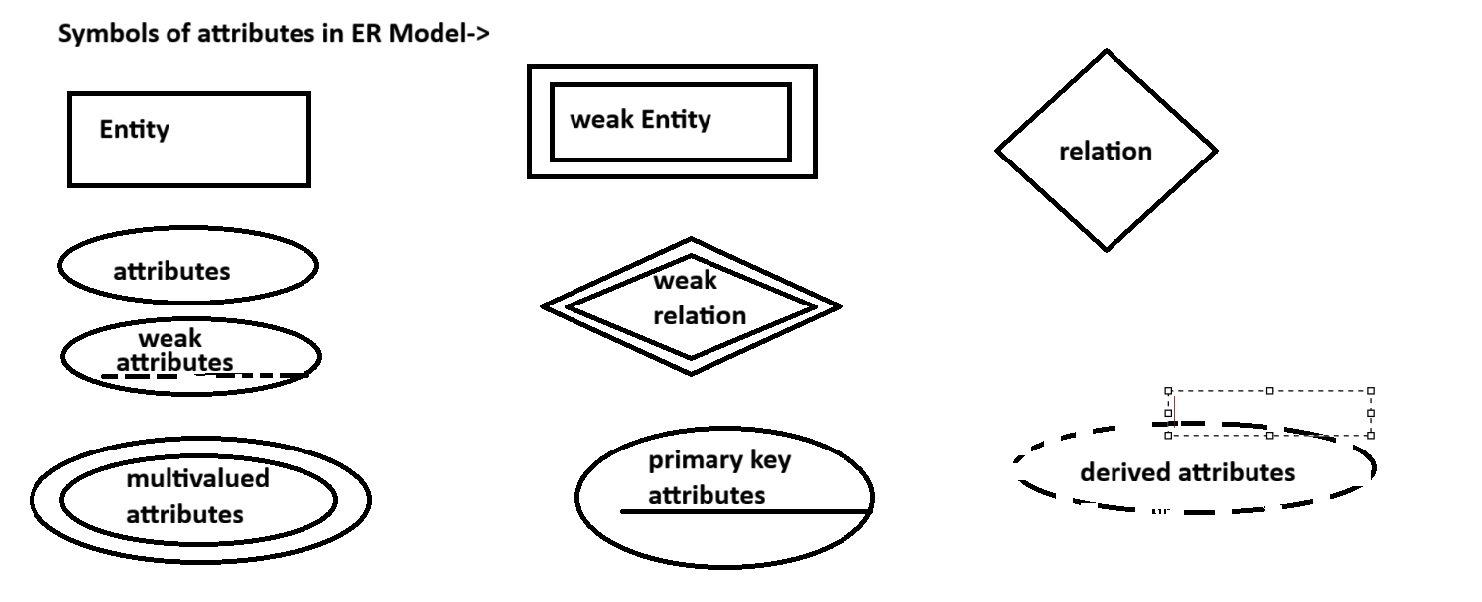 Symbols of attributes in ER Model->
Entity
weak Entity
relation
attributes
weak
relation
weak
attributes
multivalued
attributes
primary key
attributes
derived attributes